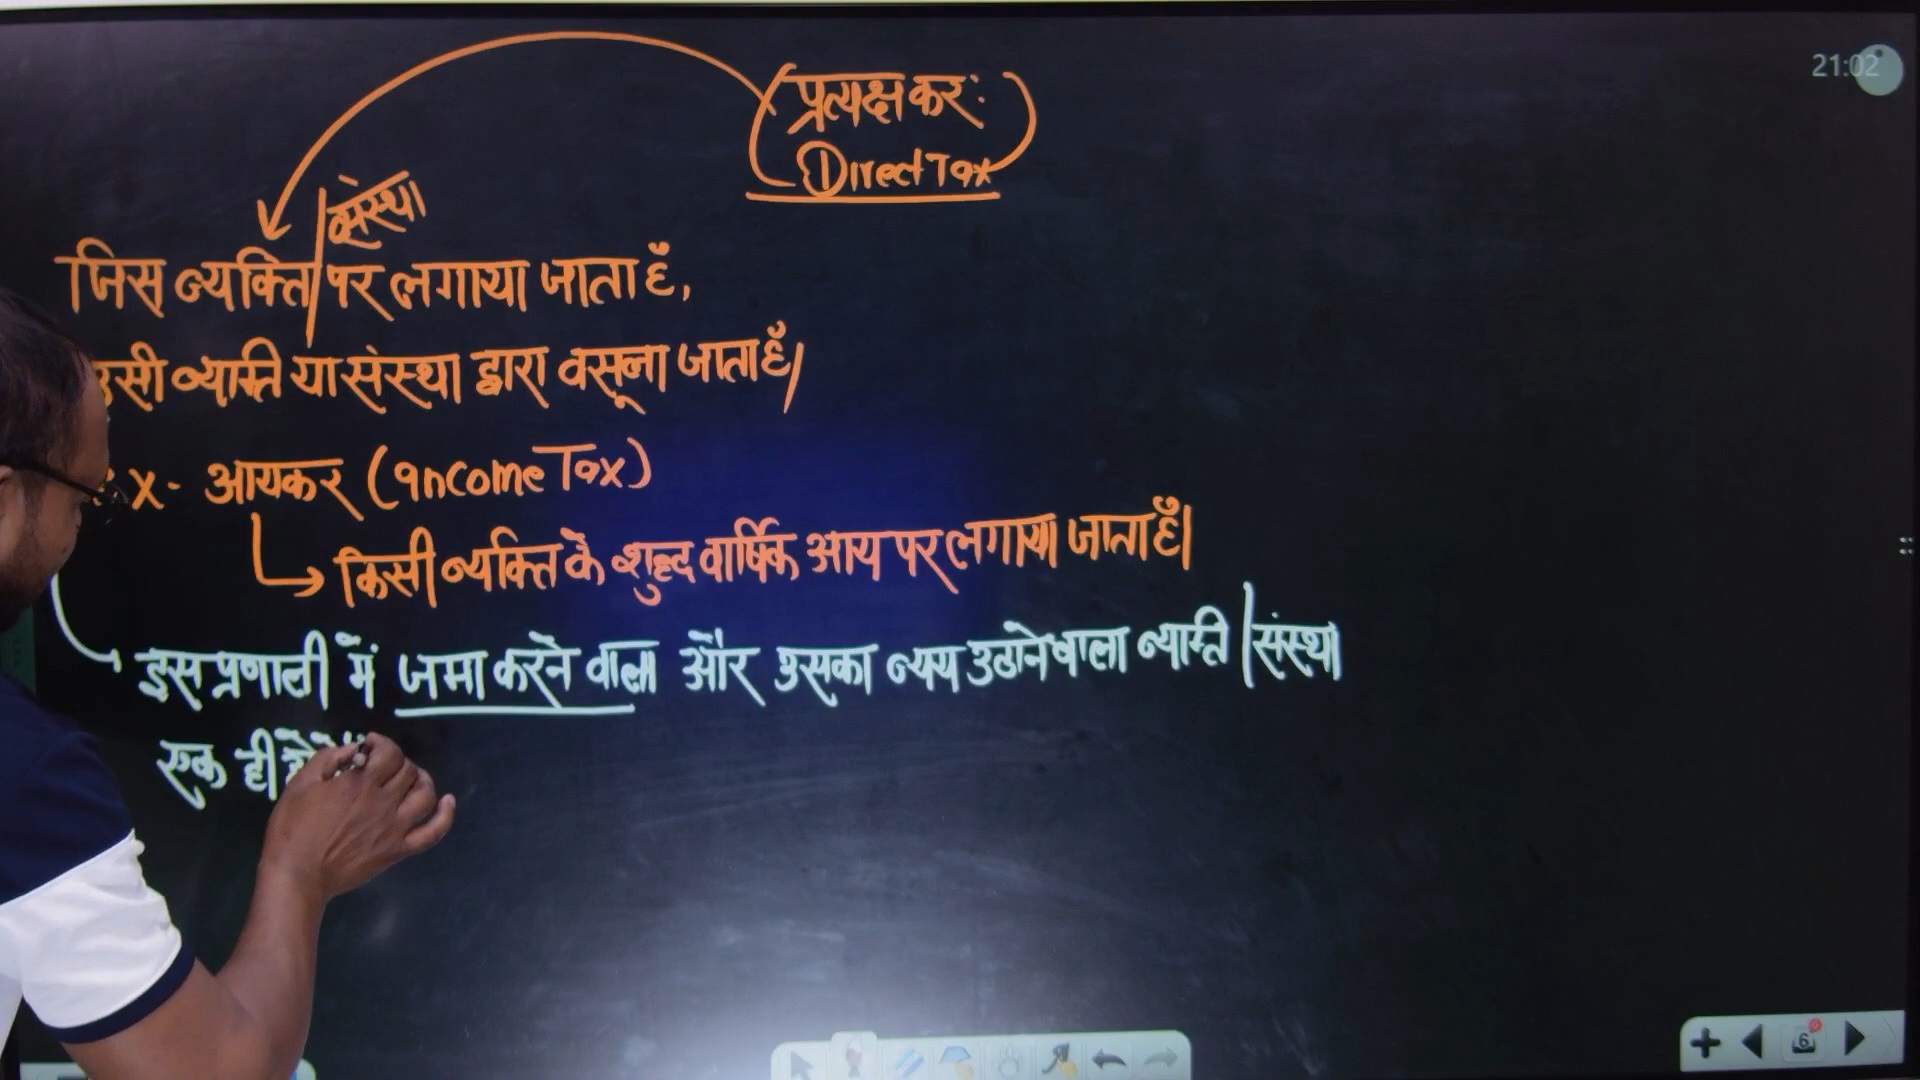 21:02
प्रत्यक्ष कर:
Direct Tax
संस्था
जिस व्यक्ति/पर लगाया जाता है,
उसी व्यक्ति या संस्था द्वारा वसूला जाता है|
x- आयकर (Income Tax)
किसी व्यक्ति के शुद्ध वार्षिक आय पर लगाया जाता है|
इस प्रणाली में जमा करने वाला और उसका व्यय उठाने वाला व्यक्ति/संस्था
एक ही
6